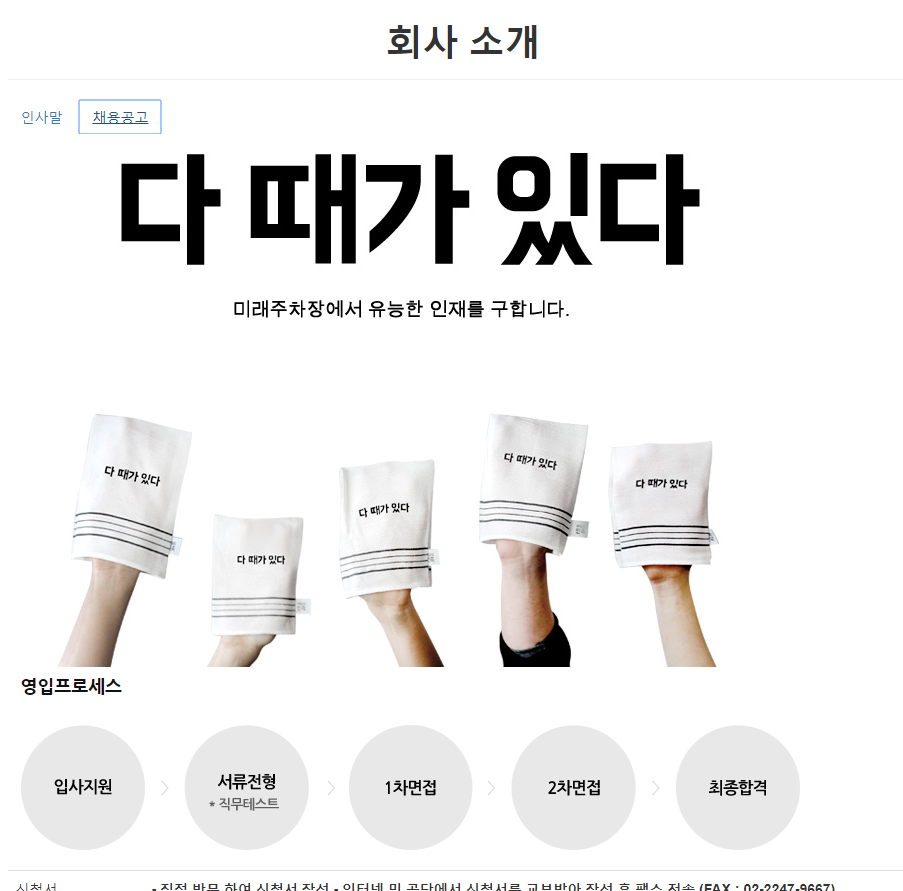 회사 소개
인사말 채용공고
다 때가 있다
미래주차장에서 유능한 인재를 구합니다.
다 때가 있다
다 때가 있다
다 때가 있다
다 때가 있다
다 때가 있다
영입프로세스
입사지원 > 서류전형 > 1차면접 > 2차면접 > 최종합격
* 직무테스트
신청서 - 직접 방문 하여 신청서 작성 - 인터넷 및 공단에서 신청서를 교부받아 작성 후 팩스 전송 (FAX : 02-2247-9667)